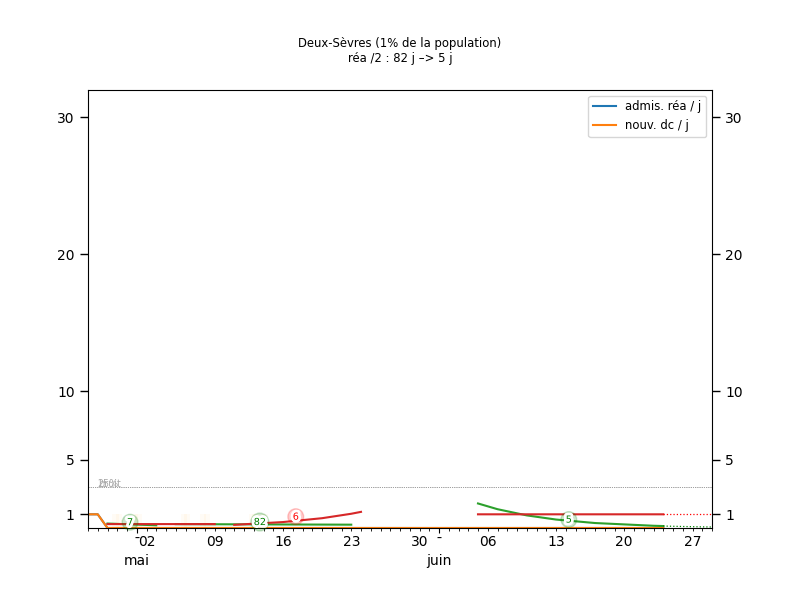 Deux-Sèvres (1% de la population)
réa /2 : 82 j –> 5 j
admis. réa / j
nouv. dc / j
30 30
20 20
10 10
5 5
1 1
7 82 6 5
02 09 16 23 30 06 13 20 27
mai juin